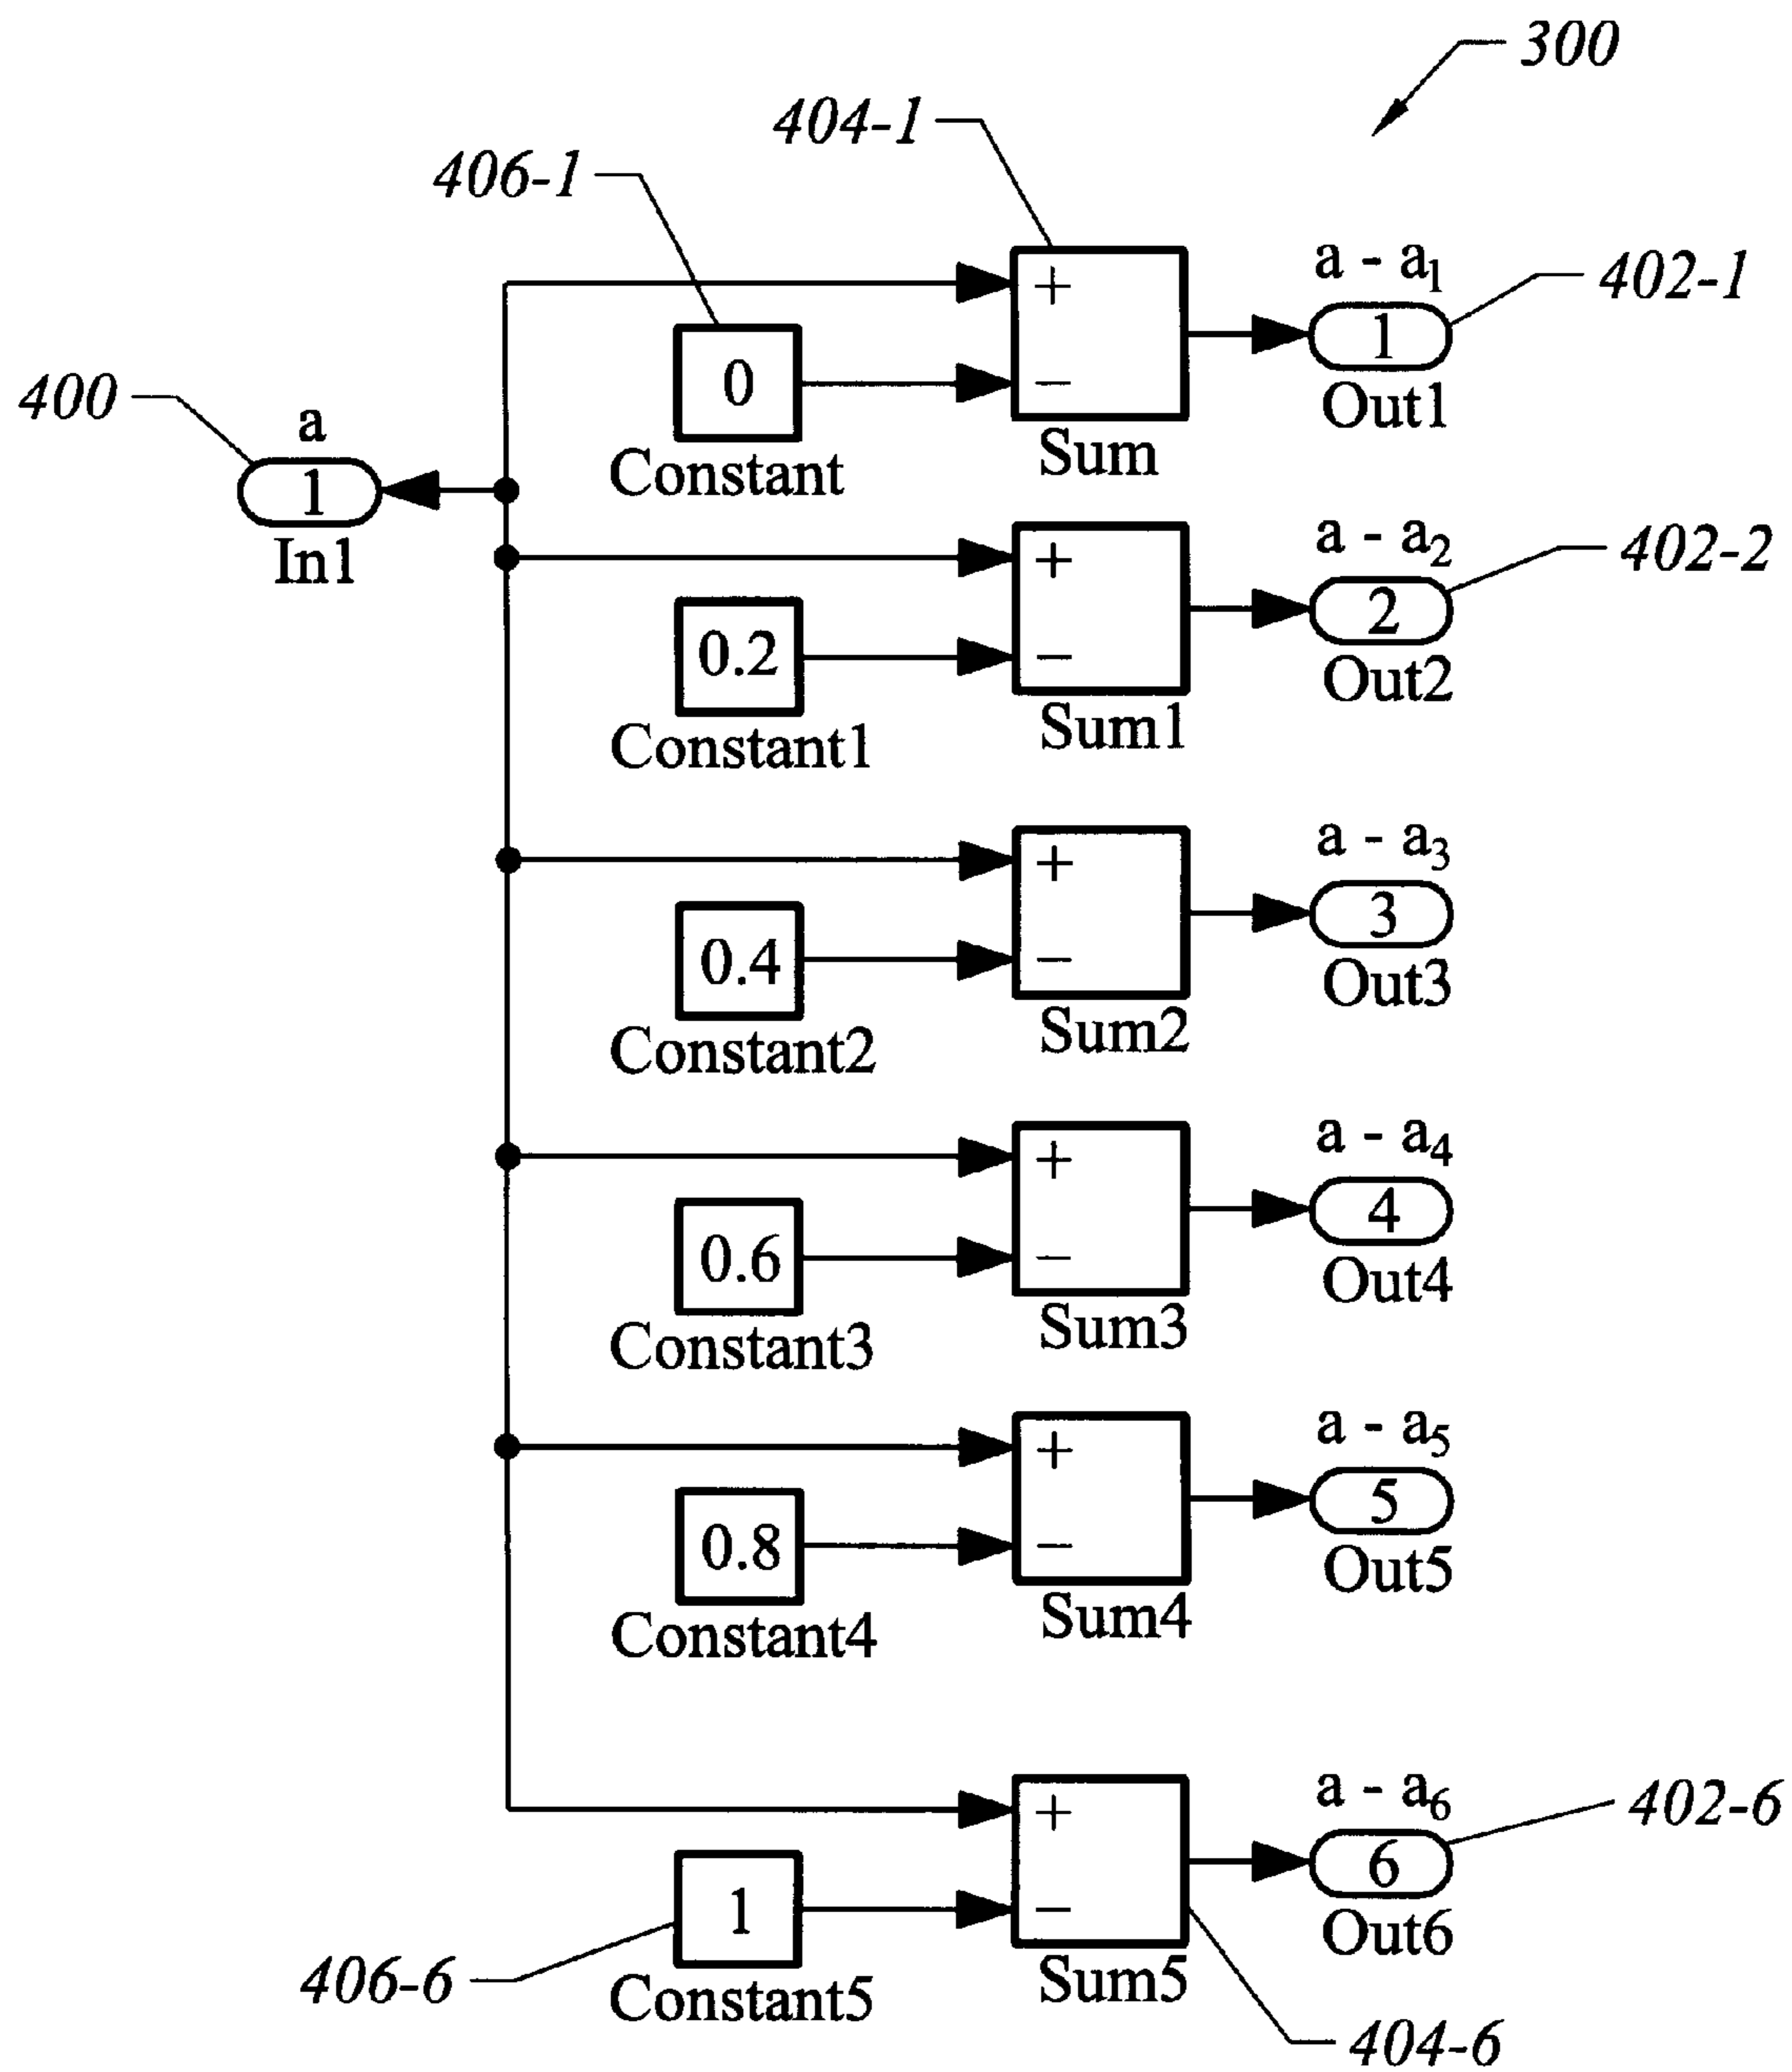 300
404-1
406-1
+
a - a₁
402-1
0
−
1
Out1
Constant
Sum
400
a
1
In1
+
a - a₂
402-2
0.2
−
2
Out2
Constant1
Sum1
+
a - a₃
0.4
−
3
Out3
Constant2
Sum2
+
a - a₄
0.6
−
4
Out4
Constant3
Sum3
+
a - a₅
0.8
−
5
Out5
Constant4
Sum4
+
a - a₆
402-6
1
−
6
Out6
406-6
Constant5
Sum5
404-6